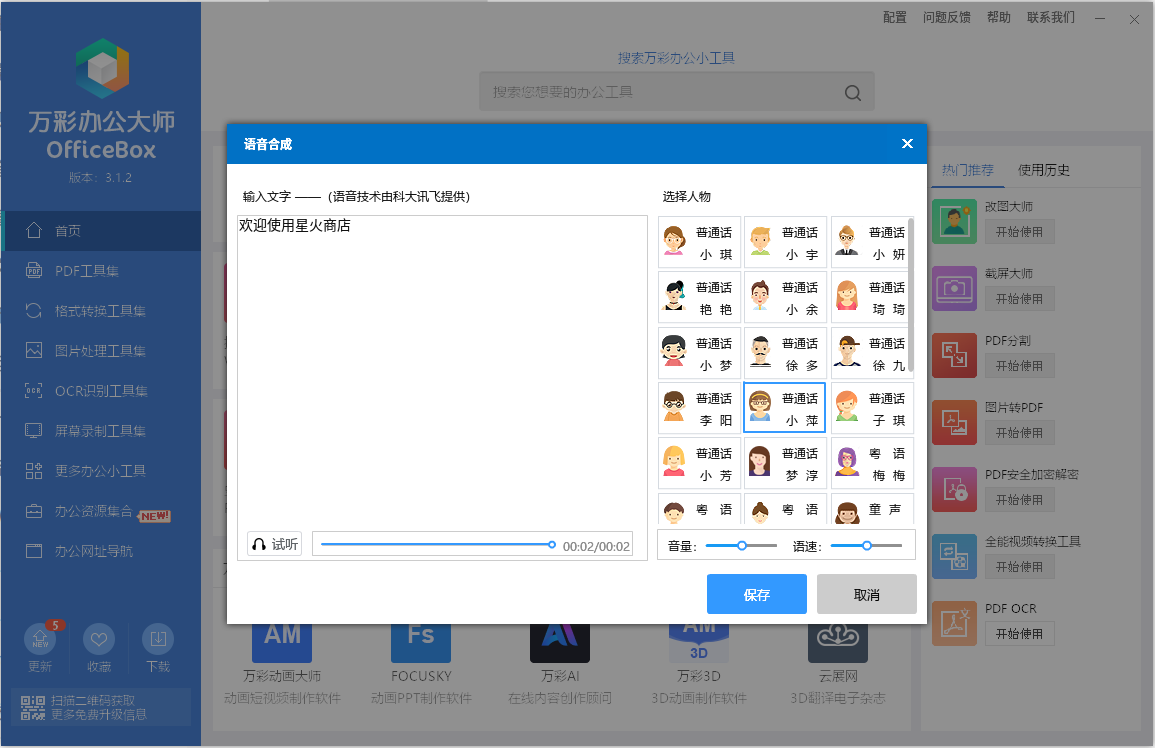 配置 问题反馈 帮助 联系我们
万彩办公大师
OfficeBox
版本：3.1.2
首页
PDF工具集
格式转换工具集
图片处理工具集
OCR识别工具集
屏幕录制工具集
更多办公小工具
办公资源集合 NEW!
办公网址导航
5
NEW
更新 收藏 下载
扫描二维码获取
更多免费升级信息
搜索万彩办公小工具
搜索您想要的办公工具
语音合成
输入文字 ——（语音技术由科大讯飞提供）
欢迎使用星火商店
试听 00:02/00:02
选择人物
普通话 普通话 普通话
小 琪 小 宇 小 妍
普通话 普通话 普通话
艳 艳 小 余 琦 琦
普通话 普通话 普通话
小 梦 徐 多 徐 九
普通话 普通话 普通话
李 阳 小 萍 子 琪
普通话 普通话 粤 语
小 芳 梦 淳 梅 梅
粤 语 粤 语 童 声
音量： 语速：
保存 取消
热门推荐 使用历史
改图大师
开始使用
截屏大师
开始使用
PDF分割
开始使用
图片转PDF
开始使用
PDF安全加密解密
开始使用
全能视频转换工具
开始使用
PDF OCR
开始使用
AM Fs AM
3D
万彩动画大师 FOCUSKY 万彩AI 万彩3D 云展网
动画短视频制作软件 动画PPT制作软件 在线内容创作顾问 3D动画制作软件 3D翻译电子杂志